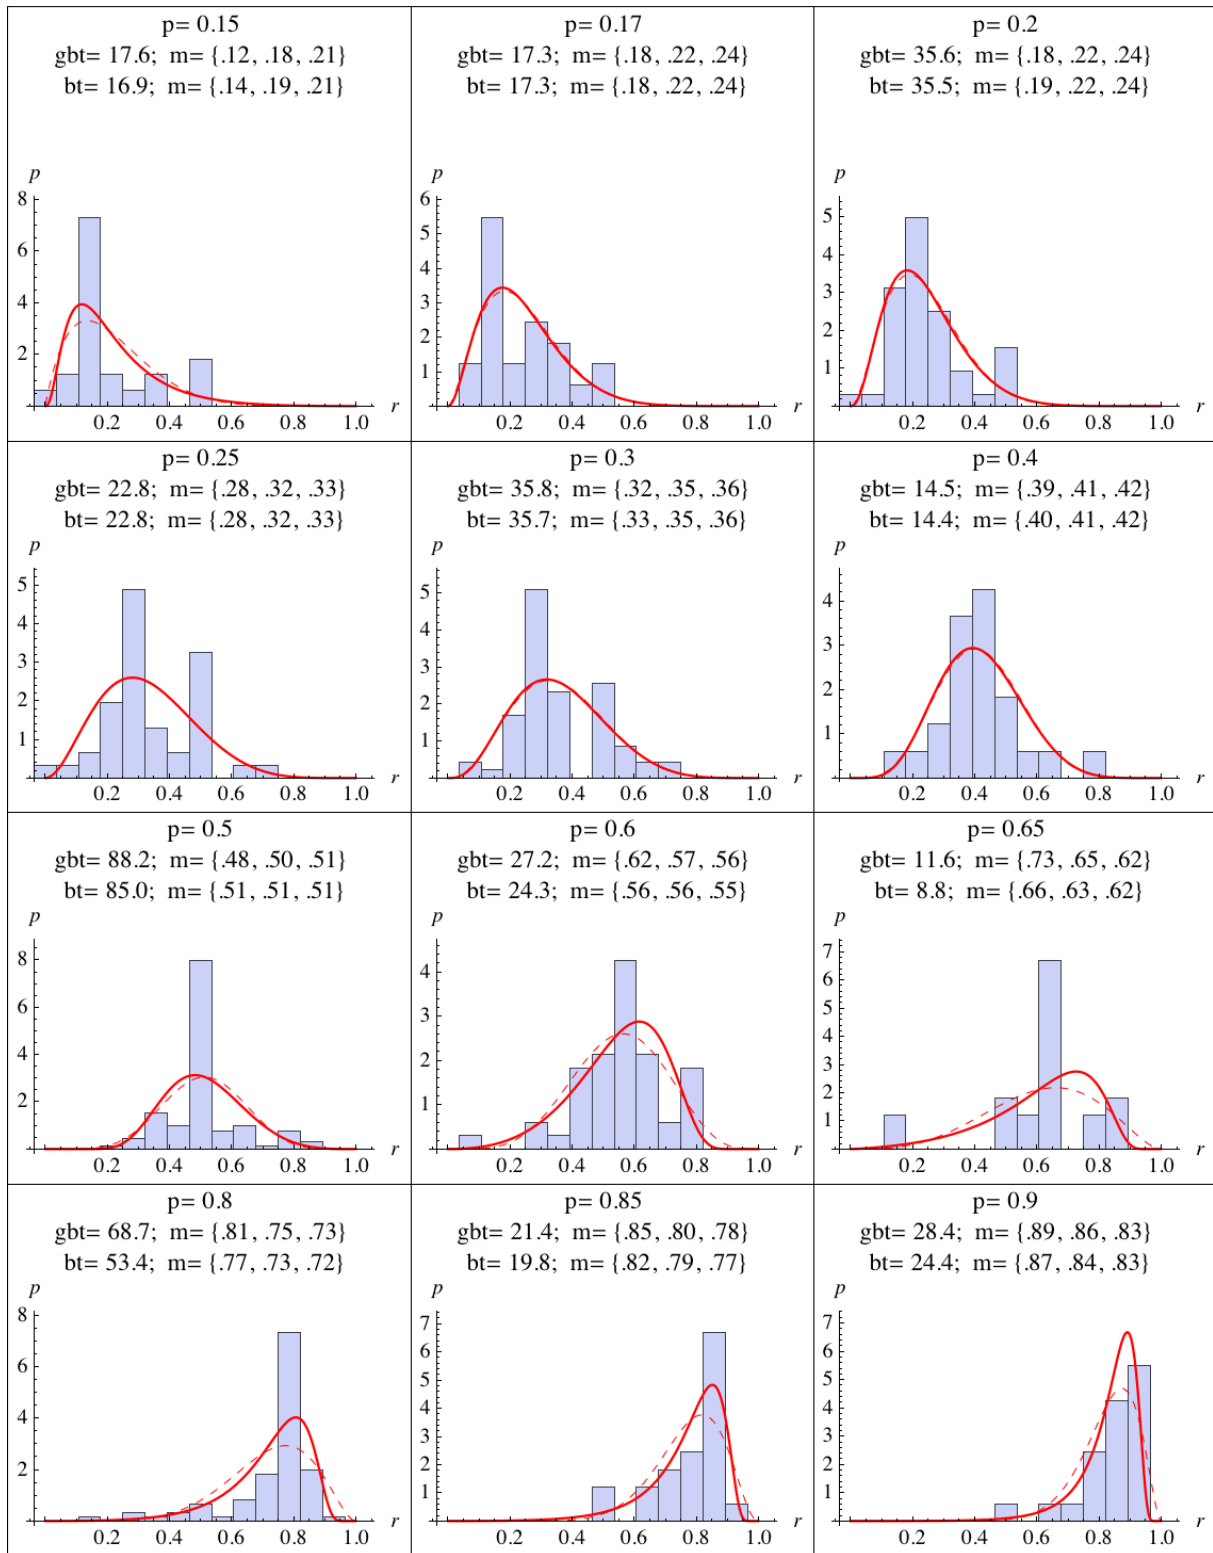 p= 0.15
gbt= 17.6; m= {.12, .18, .21}
bt= 16.9; m= {.14, .19, .21}
p
8
6
4
2
0.2 0.4 0.6 0.8 1.0 r
p= 0.17
gbt= 17.3; m= {.18, .22, .24}
bt= 17.3; m= {.18, .22, .24}
p
6
5
4
3
2
1
0.2 0.4 0.6 0.8 1.0 r
p= 0.2
gbt= 35.6; m= {.18, .22, .24}
bt= 35.5; m= {.19, .22, .24}
p
5
4
3
2
1
0.2 0.4 0.6 0.8 1.0 r
p= 0.25
gbt= 22.8; m= {.28, .32, .33}
bt= 22.8; m= {.28, .32, .33}
p
5
4
3
2
1
0.2 0.4 0.6 0.8 1.0 r
p= 0.3
gbt= 35.8; m= {.32, .35, .36}
bt= 35.7; m= {.33, .35, .36}
p
5
4
3
2
1
0.2 0.4 0.6 0.8 1.0 r
p= 0.4
gbt= 14.5; m= {.39, .41, .42}
bt= 14.4; m= {.40, .41, .42}
p
4
3
2
1
0.2 0.4 0.6 0.8 1.0 r
p= 0.5
gbt= 88.2; m= {.48, .50, .51}
bt= 85.0; m= {.51, .51, .51}
p
8
6
4
2
0.2 0.4 0.6 0.8 1.0 r
p= 0.6
gbt= 27.2; m= {.62, .57, .56}
bt= 24.3; m= {.56, .56, .55}
p
4
3
2
1
0.2 0.4 0.6 0.8 1.0 r
p= 0.65
gbt= 11.6; m= {.73, .65, .62}
bt= 8.8; m= {.66, .63, .62}
p
7
6
5
4
3
2
1
0.2 0.4 0.6 0.8 1.0 r
p= 0.8
gbt= 68.7; m= {.81, .75, .73}
bt= 53.4; m= {.77, .73, .72}
p
8
6
4
2
0.2 0.4 0.6 0.8 1.0 r
p= 0.85
gbt= 21.4; m= {.85, .80, .78}
bt= 19.8; m= {.82, .79, .77}
p
7
6
5
4
3
2
1
0.2 0.4 0.6 0.8 1.0 r
p= 0.9
gbt= 28.4; m= {.89, .86, .83}
bt= 24.4; m= {.87, .84, .83}
p
7
6
5
4
3
2
1
0.2 0.4 0.6 0.8 1.0 r